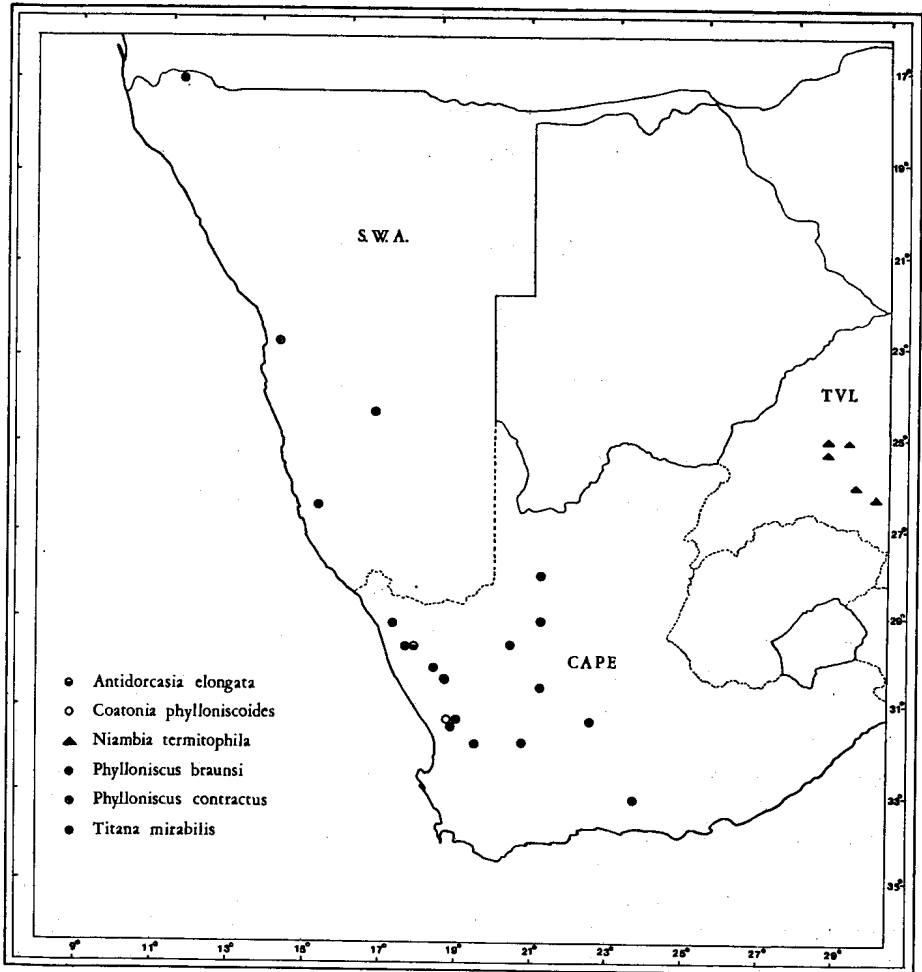 17°
19°
S. W. A.
21°
23°
TVL
25°
27°
29°
CAPE
Antidorcasia elongata
Coatonia phylloniscoides
31°
Niambia termitophila
Phylloniscus braunsi
Phylloniscus contractus
33°
Titana mirabilis
35°
9° 11° 13° 15° 17° 19° 21° 23° 25° 27° 29°